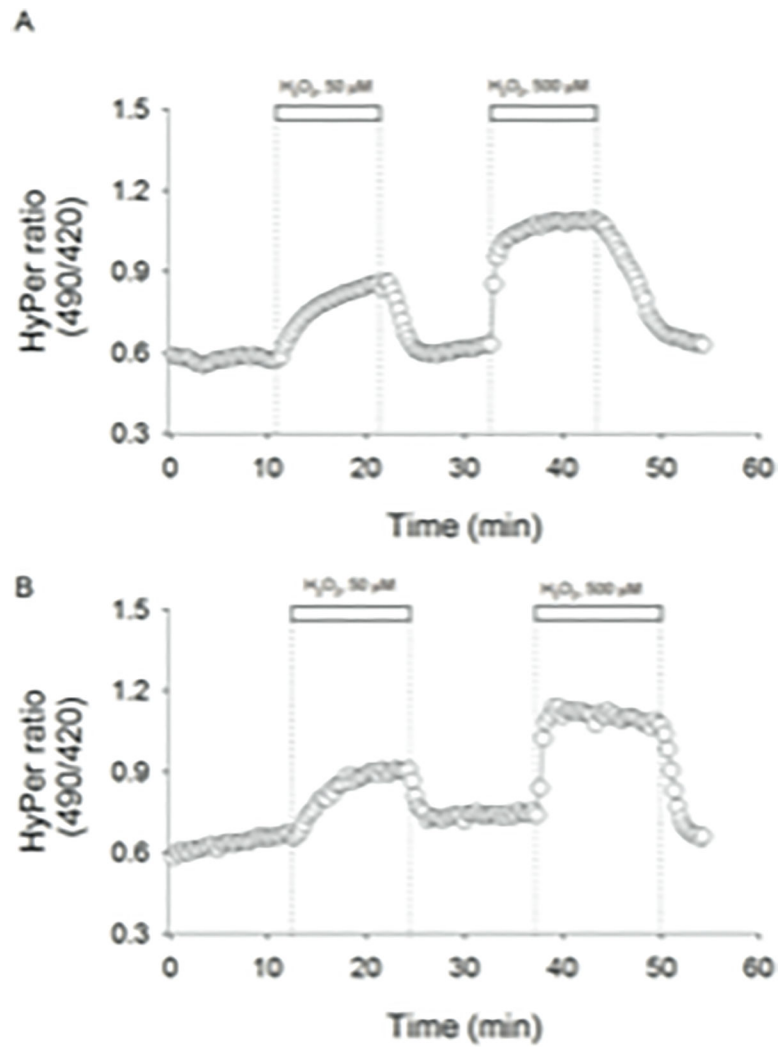 A
H₂O₂, 50 μM H₂O₂, 500 μM
1.5
1.2
0.9
0.6
0.3
HyPer ratio
(490/420)
0 10 20 30 40 50 60
Time (min)
B
H₂O₂, 50 μM H₂O₂, 500 μM
1.5
1.2
0.9
0.6
0.3
HyPer ratio
(490/420)
0 10 20 30 40 50 60
Time (min)